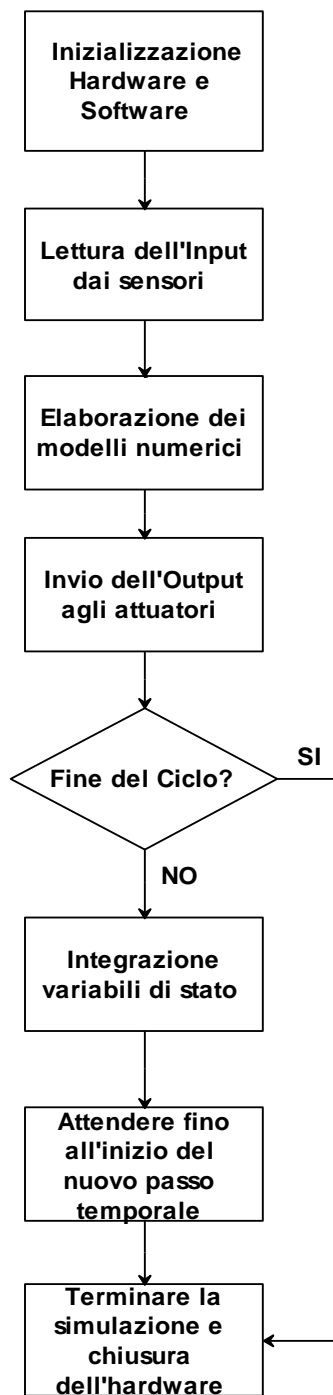 Inizializzazione
Hardware e
Software
Lettura dell'Input
dai sensori
Elaborazione dei
modelli numerici
Invio dell'Output
agli attuatori
Fine del Ciclo?
SI
NO
Integrazione
variabili di stato
Attendere fino
all'inizio del
nuovo passo
temporale
Terminare la
simulazione e
chiusura
dell'hardware